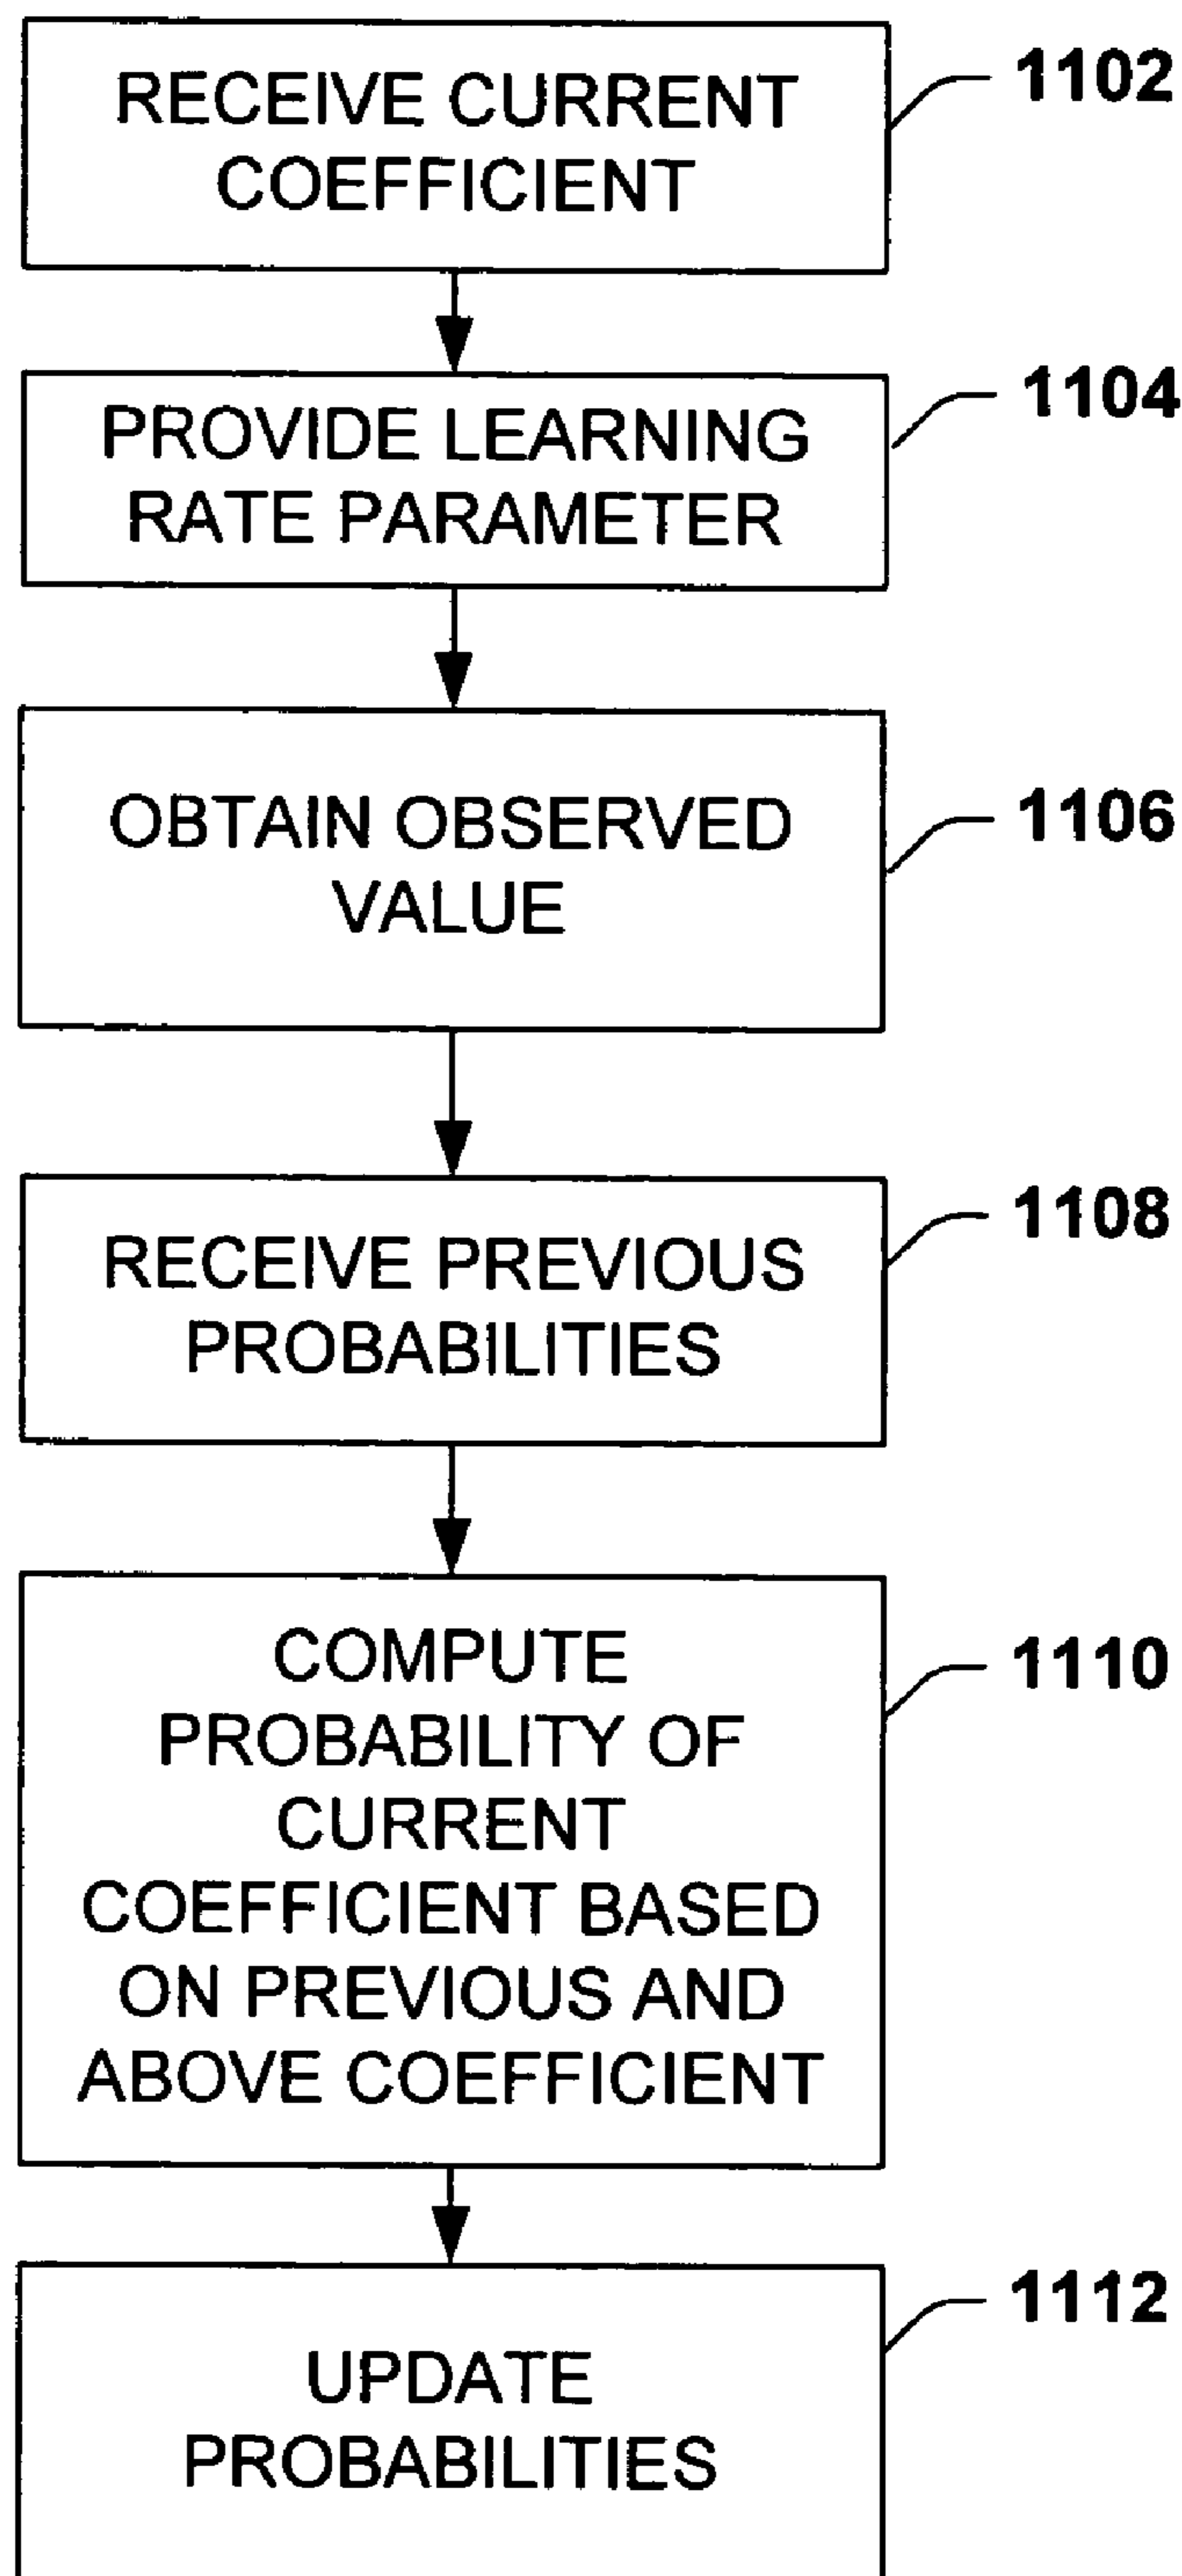 RECEIVE CURRENT
COEFFICIENT
1102
PROVIDE LEARNING
RATE PARAMETER
1104
OBTAIN OBSERVED
VALUE
1106
RECEIVE PREVIOUS
PROBABILITIES
1108
COMPUTE
PROBABILITY OF
CURRENT
COEFFICIENT BASED
ON PREVIOUS AND
ABOVE COEFFICIENT
1110
UPDATE
PROBABILITIES
1112